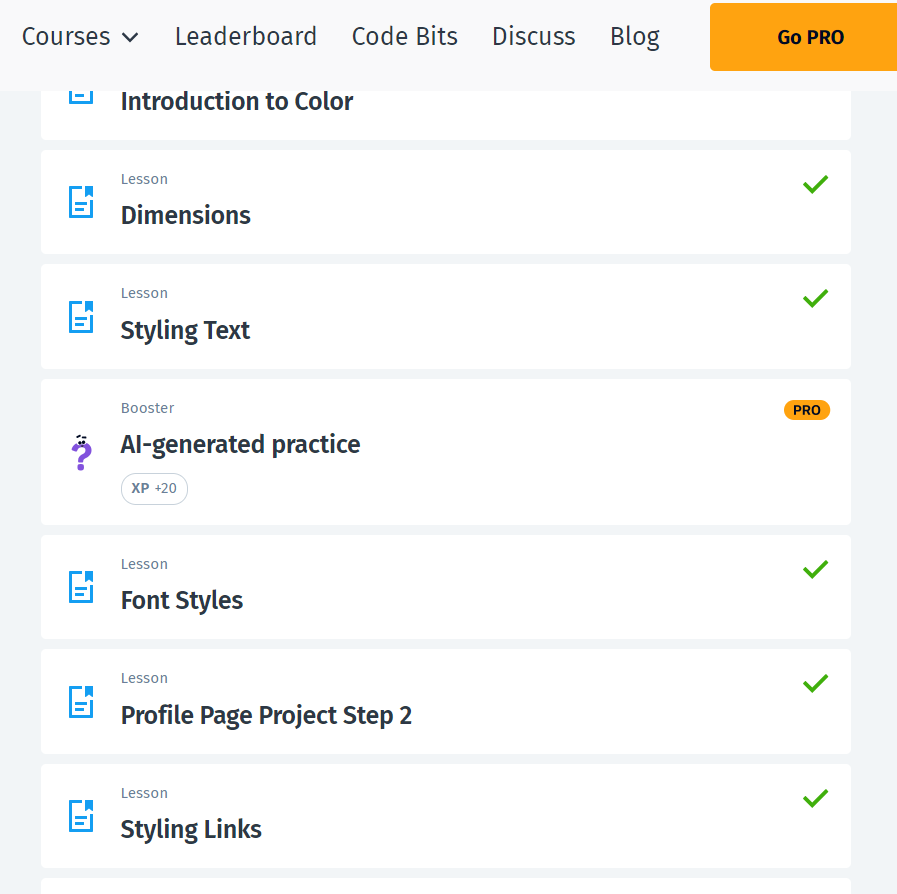 Courses Leaderboard Code Bits Discuss Blog Go PRO
Introduction to Color
Lesson
Dimensions
Lesson
Styling Text
Booster
PRO
AI-generated practice
XP +20
Lesson
Font Styles
Lesson
Profile Page Project Step 2
Lesson
Styling Links